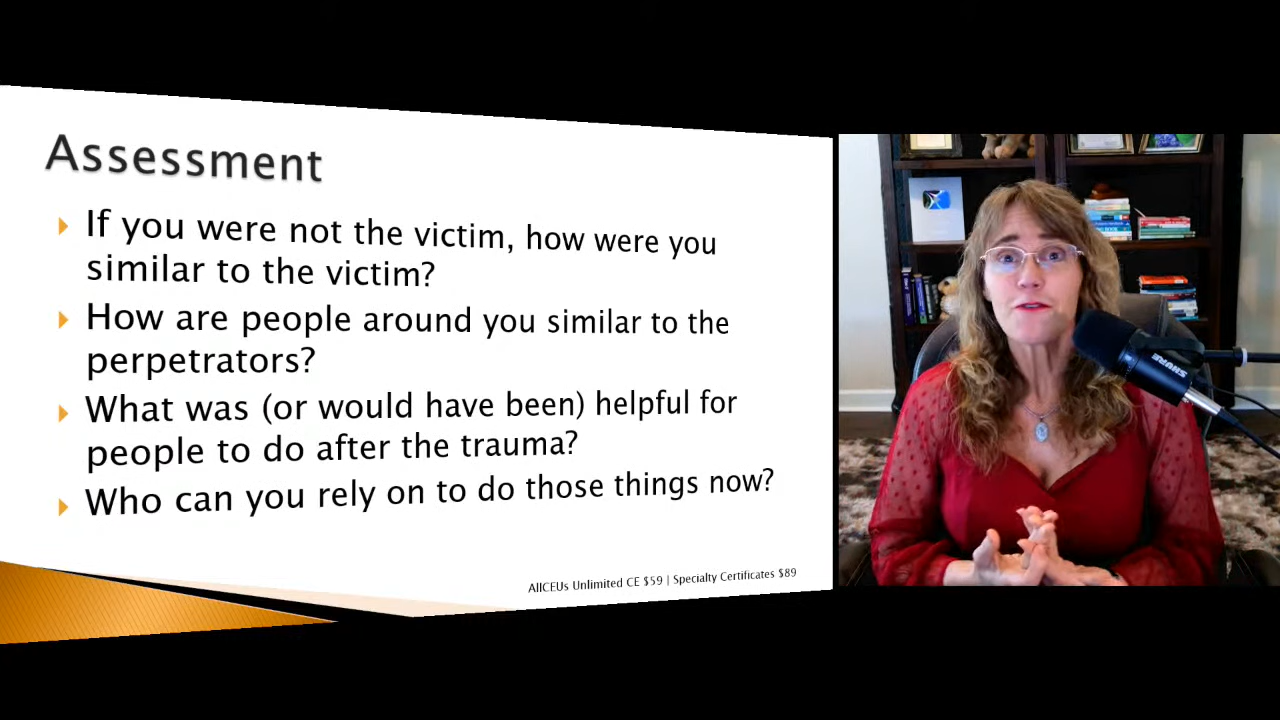 Assessment
If you were not the victim, how were you
similar to the victim?
How are people around you similar to the
perpetrators?
What was (or would have been) helpful for
people to do after the trauma?
Who can you rely on to do those things now?
AllCEUs Unlimited CE $59 | Specialty Certificates $89
SHURE